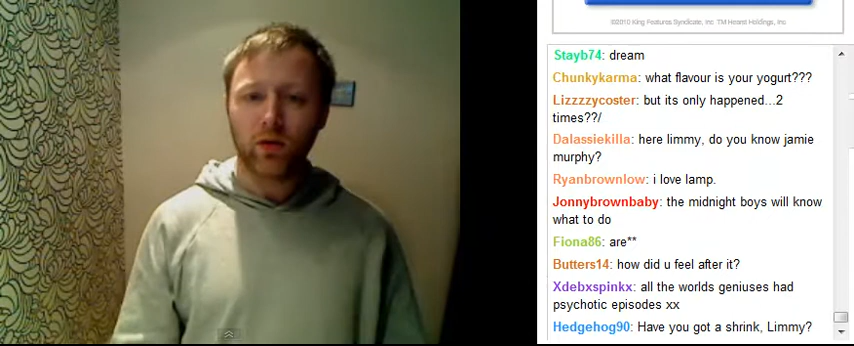 ©2010 King Features Syndicate, Inc TM Hearst Holdings, Inc
Stayb74: dream
Chunkykarma: what flavour is your yogurt???
Lizzzzycoster: but its only happened...2
times??/
Dalassiekilla: here limmy, do you know jamie
murphy?
Ryanbrownlow: i love lamp.
Jonnybrownbaby: the midnight boys will know
what to do
Fiona86: are**
Butters14: how did u feel after it?
Xdebxspinkx: all the worlds geniuses had
psychotic episodes xx
Hedgehog90: Have you got a shrink, Limmy?